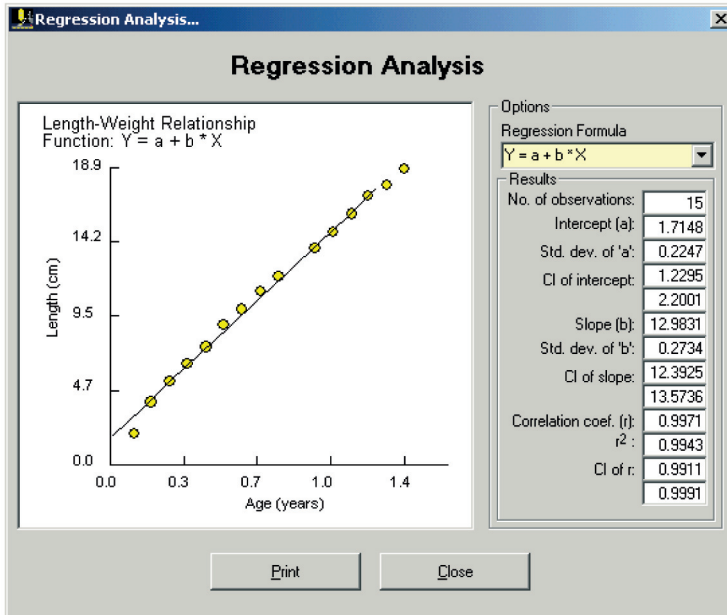 Regression Analysis...
Regression Analysis
Length-Weight Relationship
Function: Y = a + b * X
18.9
14.2
9.5
4.7
0.0
Length (cm)
0.0 0.3 0.7 1.0 1.4
Age (years)
Options
Regression Formula
Y = a + b * X
Results
No. of observations: 15
Intercept (a): 1.7148
Std. dev. of 'a': 0.2247
CI of intercept: 1.2295
2.2001
Slope (b): 12.9831
Std. dev. of 'b': 0.2734
CI of slope: 12.3925
13.5736
Correlation coef. (r): 0.9971
r² : 0.9943
CI of r: 0.9911
0.9991
Print Close